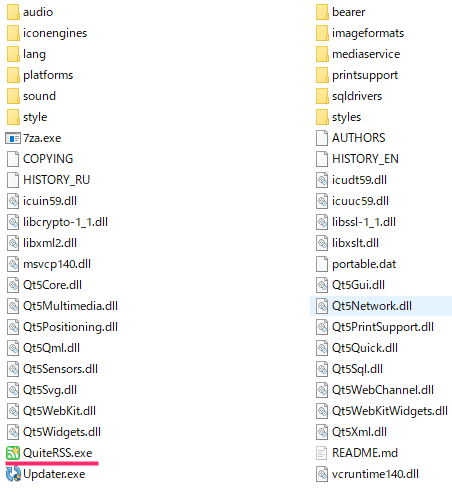 audio
bearer
iconengines
imageformats
lang
mediaservice
platforms
printsupport
sound
sqldrivers
style
styles
7za.exe
AUTHORS
COPYING
HISTORY_EN
HISTORY_RU
icudt59.dll
icuin59.dll
icuuc59.dll
libcrypto-1_1.dll
libssl-1_1.dll
libxml2.dll
libxslt.dll
msvcp140.dll
portable.dat
Qt5Core.dll
Qt5Gui.dll
Qt5Multimedia.dll
Qt5Network.dll
Qt5Positioning.dll
Qt5PrintSupport.dll
Qt5Qml.dll
Qt5Quick.dll
Qt5Sensors.dll
Qt5Sql.dll
Qt5Svg.dll
Qt5WebChannel.dll
Qt5WebKit.dll
Qt5WebKitWidgets.dll
Qt5Widgets.dll
Qt5Xml.dll
QuiteRSS.exe
README.md
Updater.exe
vcruntime140.dll